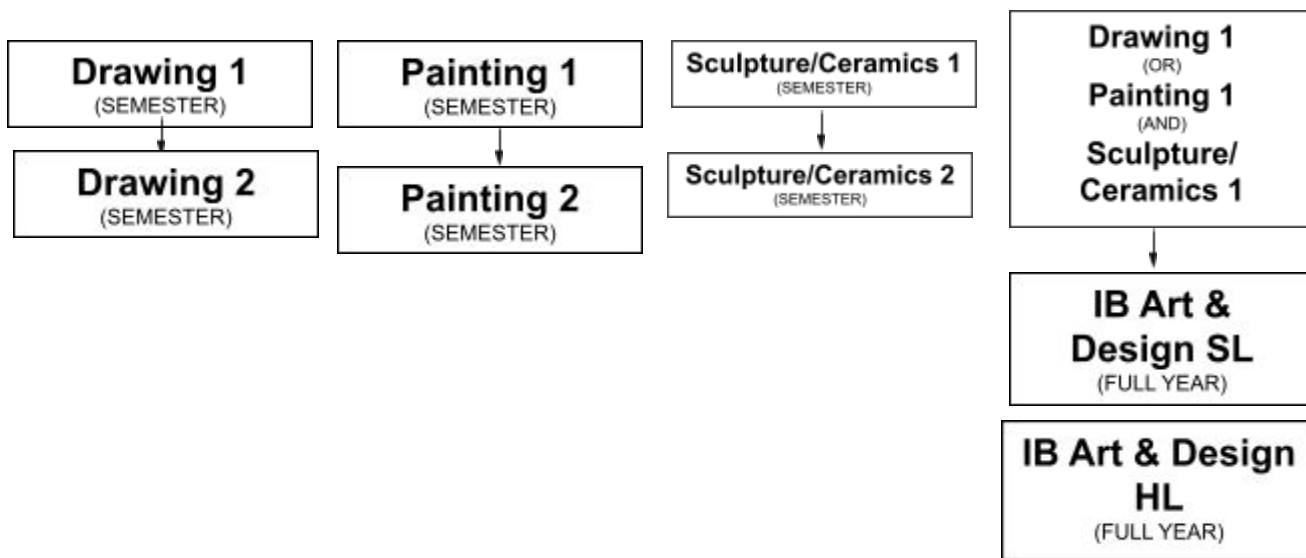 Drawing 1
(SEMESTER)
Drawing 2
(SEMESTER)
Painting 1
(SEMESTER)
Painting 2
(SEMESTER)
Sculpture/Ceramics 1
(SEMESTER)
Sculpture/Ceramics 2
(SEMESTER)
Drawing 1
(OR)
Painting 1
(AND)
Sculpture/
Ceramics 1
IB Art &
Design SL
(FULL YEAR)
IB Art & Design
HL
(FULL YEAR)